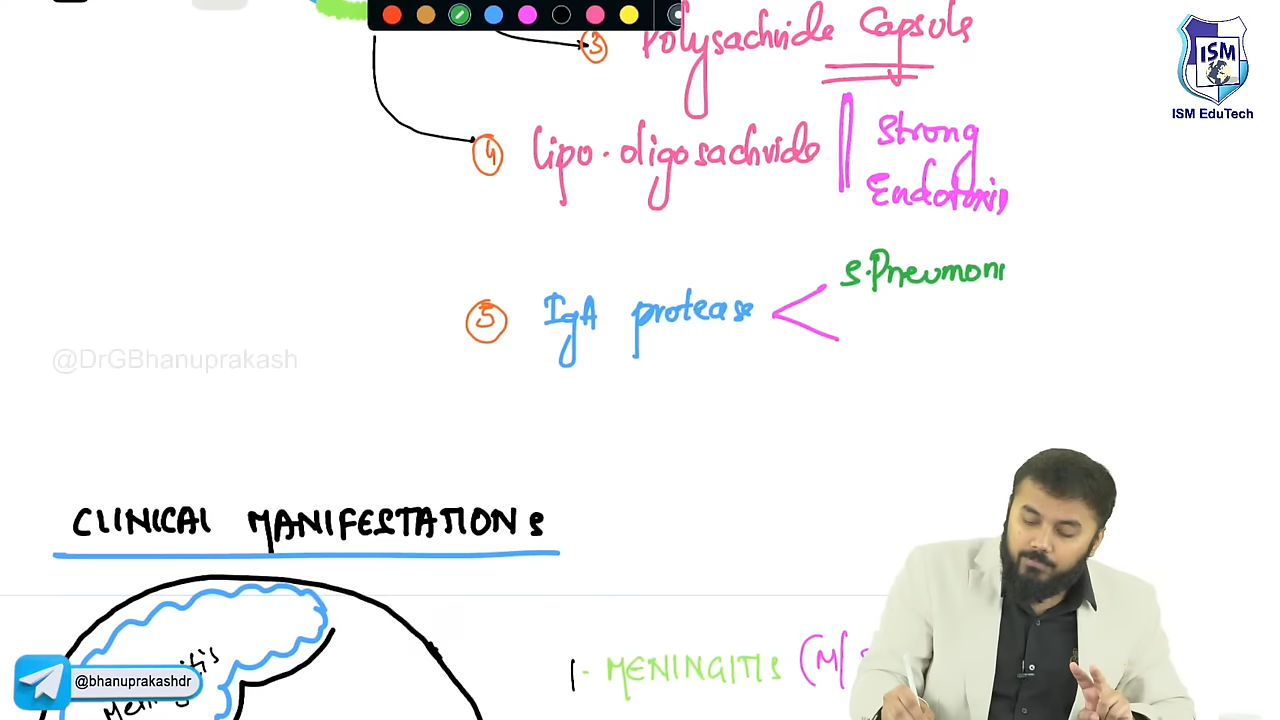 3 Polysachride Capsule
ISM
ISM EduTech
4 Lipo-oligosachride
Strong
Endotoxin
S.Pneumoni
5 IgA protease
@DrGBhanuprakash
CLINICAL MANIFESTATIONS
Meningitis
1- MENINGITIS (M/
@bhanuprakashdr